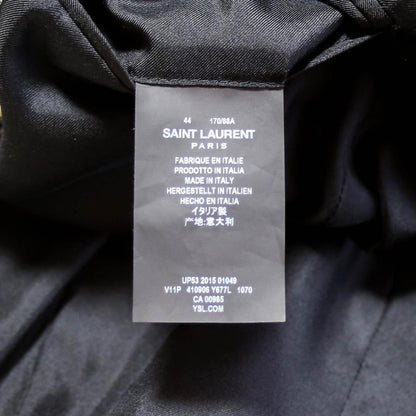 44 170/88A
SAINT LAURENT
PARIS
FABRIQUE EN ITALIE
PRODOTTO IN ITALIA
MADE IN ITALY
HERGESTELLT IN ITALIEN
HECHO EN ITALIA
イタリア製
产地:意大利
UP53 2015 01049
V11P 410906 Y677L 1070
CA 00985
YSL.COM